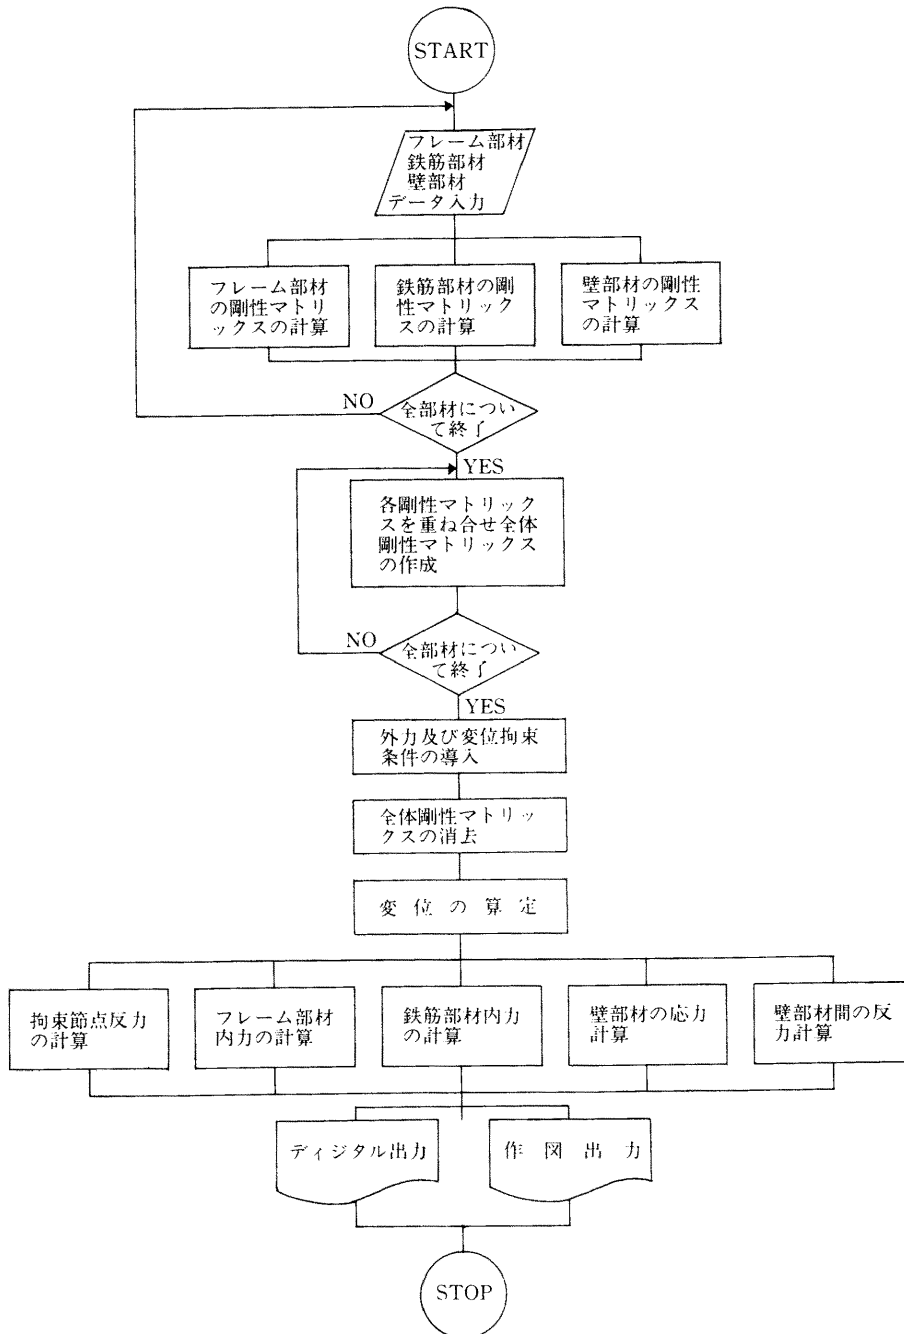 START
フレーム部材
鉄筋部材
壁部材
データ入力
フレーム部材
の剛性マトリ
ックスの計算
鉄筋部材の剛
性マトリック
スの計算
壁部材の剛性
マトリックス
の計算
NO
全部材につい
て終了
YES
各剛性マトリック
スを重ね合せ全体
剛性マトリックス
の作成
NO
全部材につい
て終了
YES
外力及び変位拘束
条件の導入
全体剛性マトリッ
クスの消去
変位の算定
拘束節点反力
の計算
フレーム部材
内力の計算
鉄筋部材内力
の計算
壁部材の応力
計算
壁部材間の反
力計算
ディジタル出力
作図出力
STOP